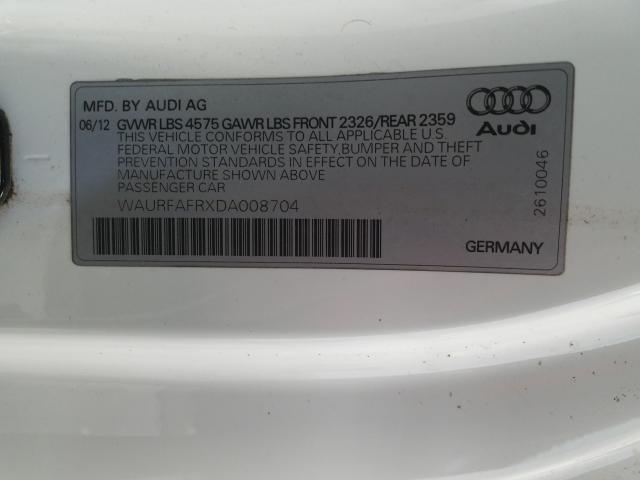 MFD. BY AUDI AG
06/12 GVWR LBS 4575 GAWR LBS FRONT 2326/REAR 2359
THIS VEHICLE CONFORMS TO ALL APPLICABLE U.S.
FEDERAL MOTOR VEHICLE SAFETY,BUMPER AND THEFT
PREVENTION STANDARDS IN EFFECT ON THE DATE OF
MANUFACTURE SHOWN ABOVE
PASSENGER CAR
WAURFAFRXDA008704
Audi
2610046
GERMANY